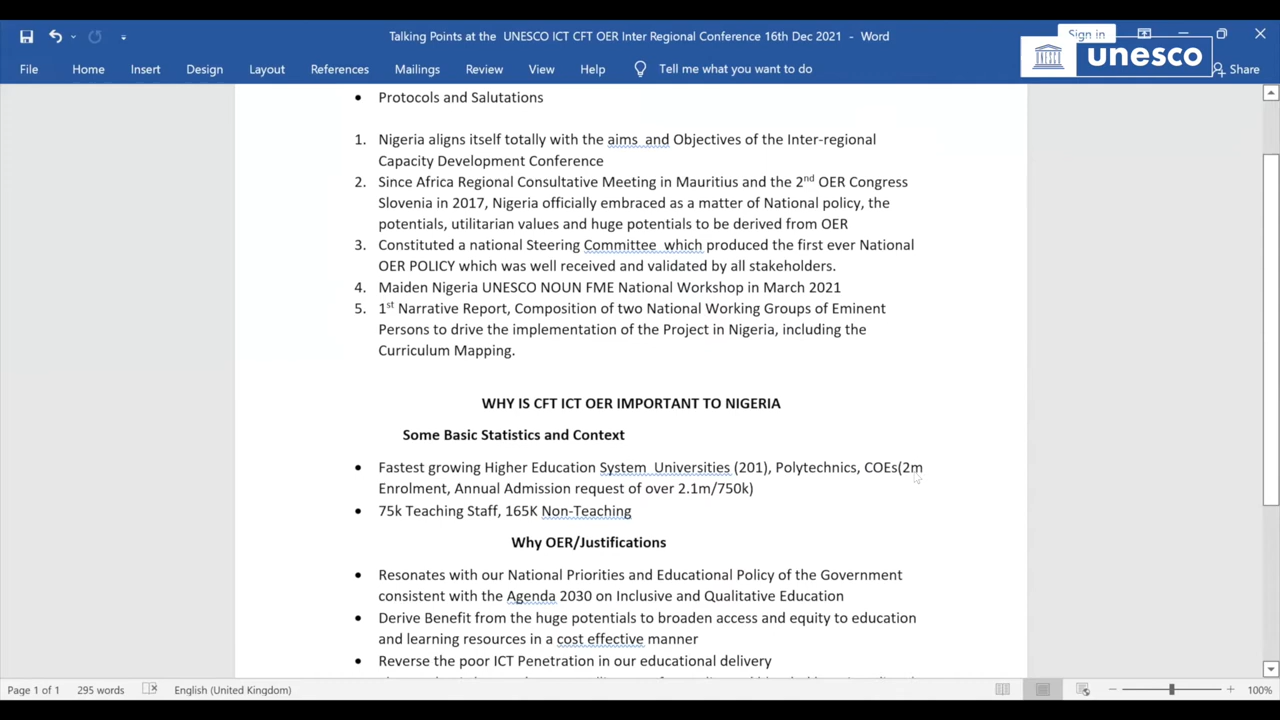 Talking Points at the UNESCO ICT CFT OER Inter Regional Conference 16th Dec 2021 - Word
Sign in
unesco
File Home Insert Design Layout References Mailings Review View Help Tell me what you want to do Share
• Protocols and Salutations
1. Nigeria aligns itself totally with the aims and Objectives of the Inter-regional
Capacity Development Conference
2. Since Africa Regional Consultative Meeting in Mauritius and the 2nd OER Congress
Slovenia in 2017, Nigeria officially embraced as a matter of National policy, the
potentials, utilitarian values and huge potentials to be derived from OER
3. Constituted a national Steering Committee which produced the first ever National
OER POLICY which was well received and validated by all stakeholders.
4. Maiden Nigeria UNESCO NOUN FME National Workshop in March 2021
5. 1st Narrative Report, Composition of two National Working Groups of Eminent
Persons to drive the implementation of the Project in Nigeria, including the
Curriculum Mapping.
WHY IS CFT ICT OER IMPORTANT TO NIGERIA
Some Basic Statistics and Context
• Fastest growing Higher Education System Universities (201), Polytechnics, COEs(2m
Enrolment, Annual Admission request of over 2.1m/750k)
• 75k Teaching Staff, 165K Non-Teaching
Why OER/Justifications
• Resonates with our National Priorities and Educational Policy of the Government
consistent with the Agenda 2030 on Inclusive and Qualitative Education
• Derive Benefit from the huge potentials to broaden access and equity to education
and learning resources in a cost effective manner
• Reverse the poor ICT Penetration in our educational delivery
Page 1 of 1 295 words English (United Kingdom) 100%